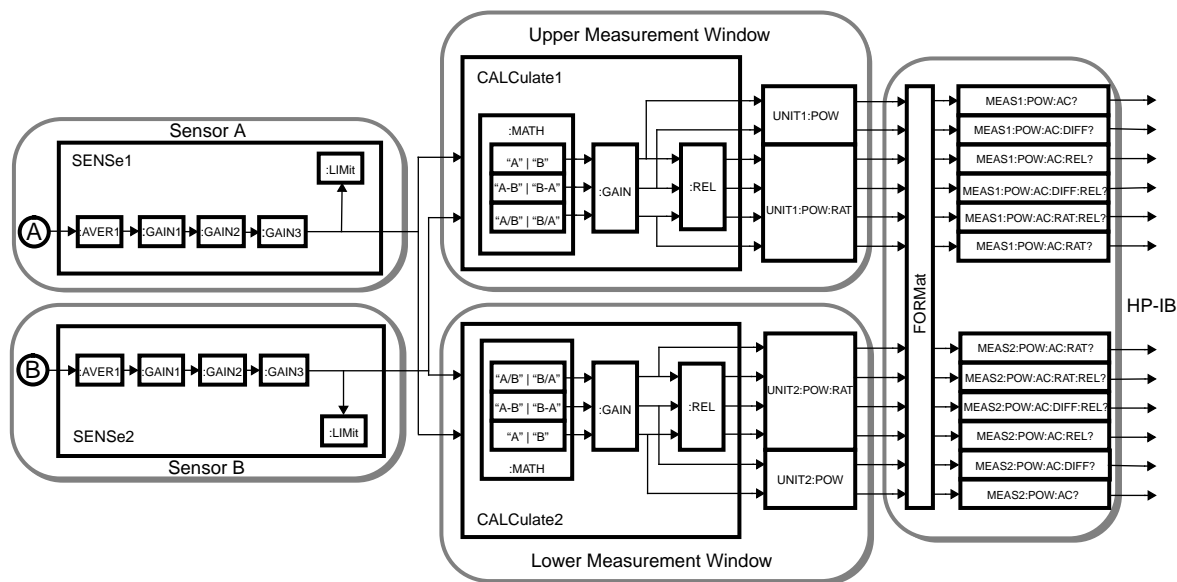 Sensor A
SENSe1
:LIMit
A
:AVER1
:GAIN1
:GAIN2
:GAIN3
B
SENSe2
:AVER1
:GAIN1
:GAIN2
:GAIN3
:LIMit
Sensor B
Upper Measurement Window
CALCulate1
:MATH
“A” | “B”
“A-B” | “B-A”
“A/B” | “B/A”
:GAIN
:REL
UNIT1:POW
UNIT1:POW:RAT
CALCulate2
“A/B” | “B/A”
“A-B” | “B-A”
“A” | “B”
:MATH
:GAIN
:REL
UNIT2:POW:RAT
UNIT2:POW
Lower Measurement Window
FORMat
MEAS1:POW:AC?
MEAS1:POW:AC:DIFF?
MEAS1:POW:AC:REL?
MEAS1:POW:AC:DIFF:REL?
MEAS1:POW:AC:RAT:REL?
MEAS1:POW:AC:RAT?
MEAS2:POW:AC:RAT?
MEAS2:POW:AC:RAT:REL?
MEAS2:POW:AC:DIFF:REL?
MEAS2:POW:AC:REL?
MEAS2:POW:AC:DIFF?
MEAS2:POW:AC?
HP-IB